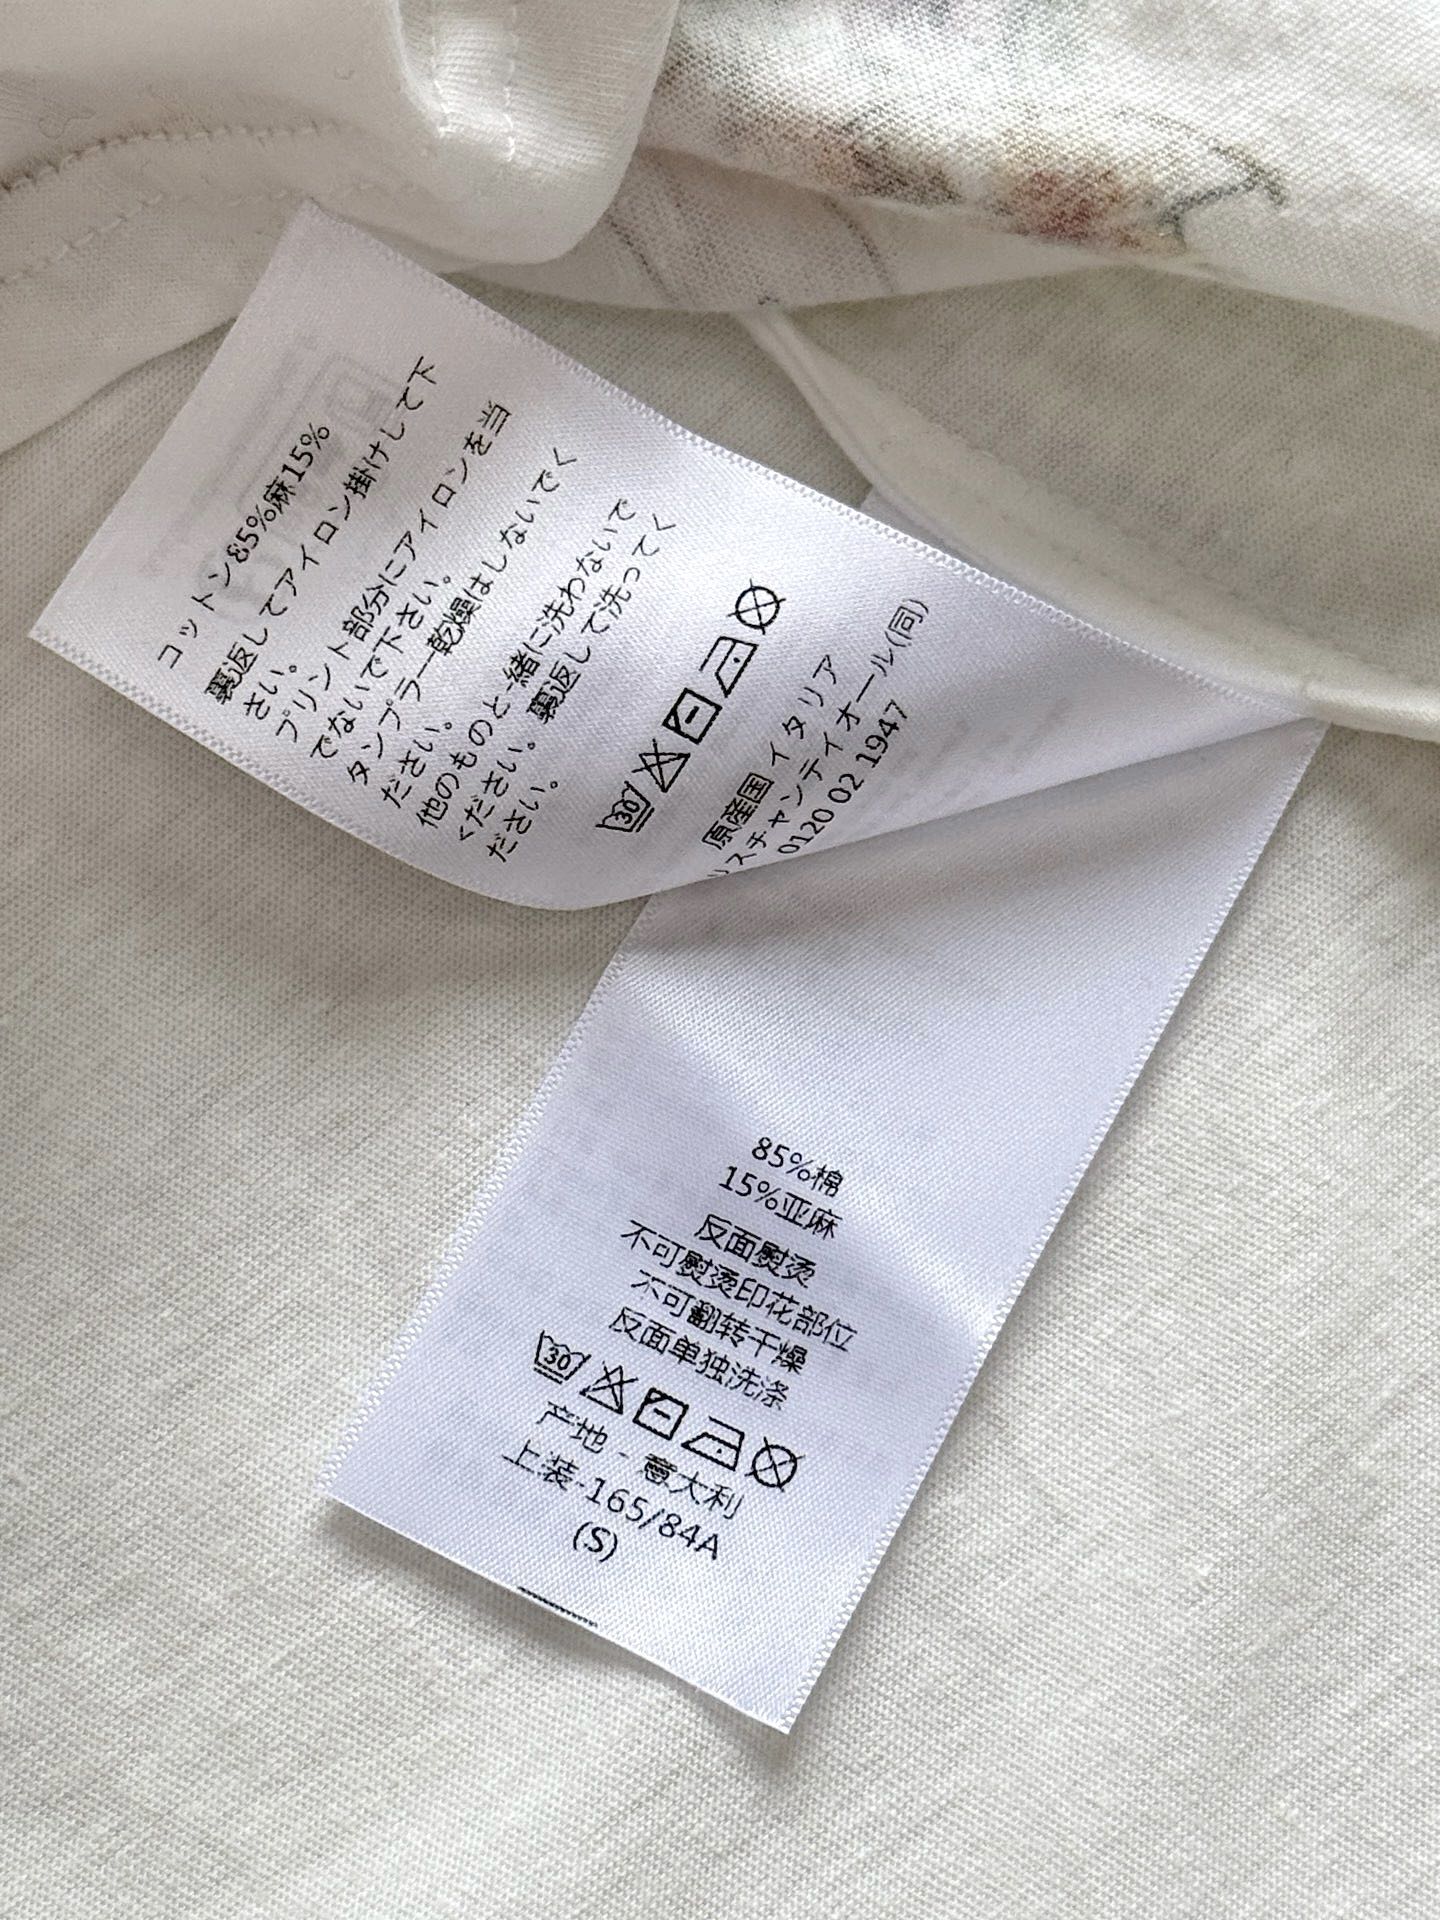 コットン85%麻15%
裏返してアイロン掛けして下
さい。
プリント部分にアイロンを当
でないで下さい。
タンプラー乾燥はしないでく
ださい。
他のものと一緒に洗わないで
ください。裏返して洗ってく
ださい。
30
原産国 イタリア
リスチャンディオール(同)
0120 02 1947
85%棉
15%亚麻
反面熨烫
不可熨烫印花部位
不可翻转干燥
反面单独洗涤
30
产地 - 意大利
上装-165/84A
(S)